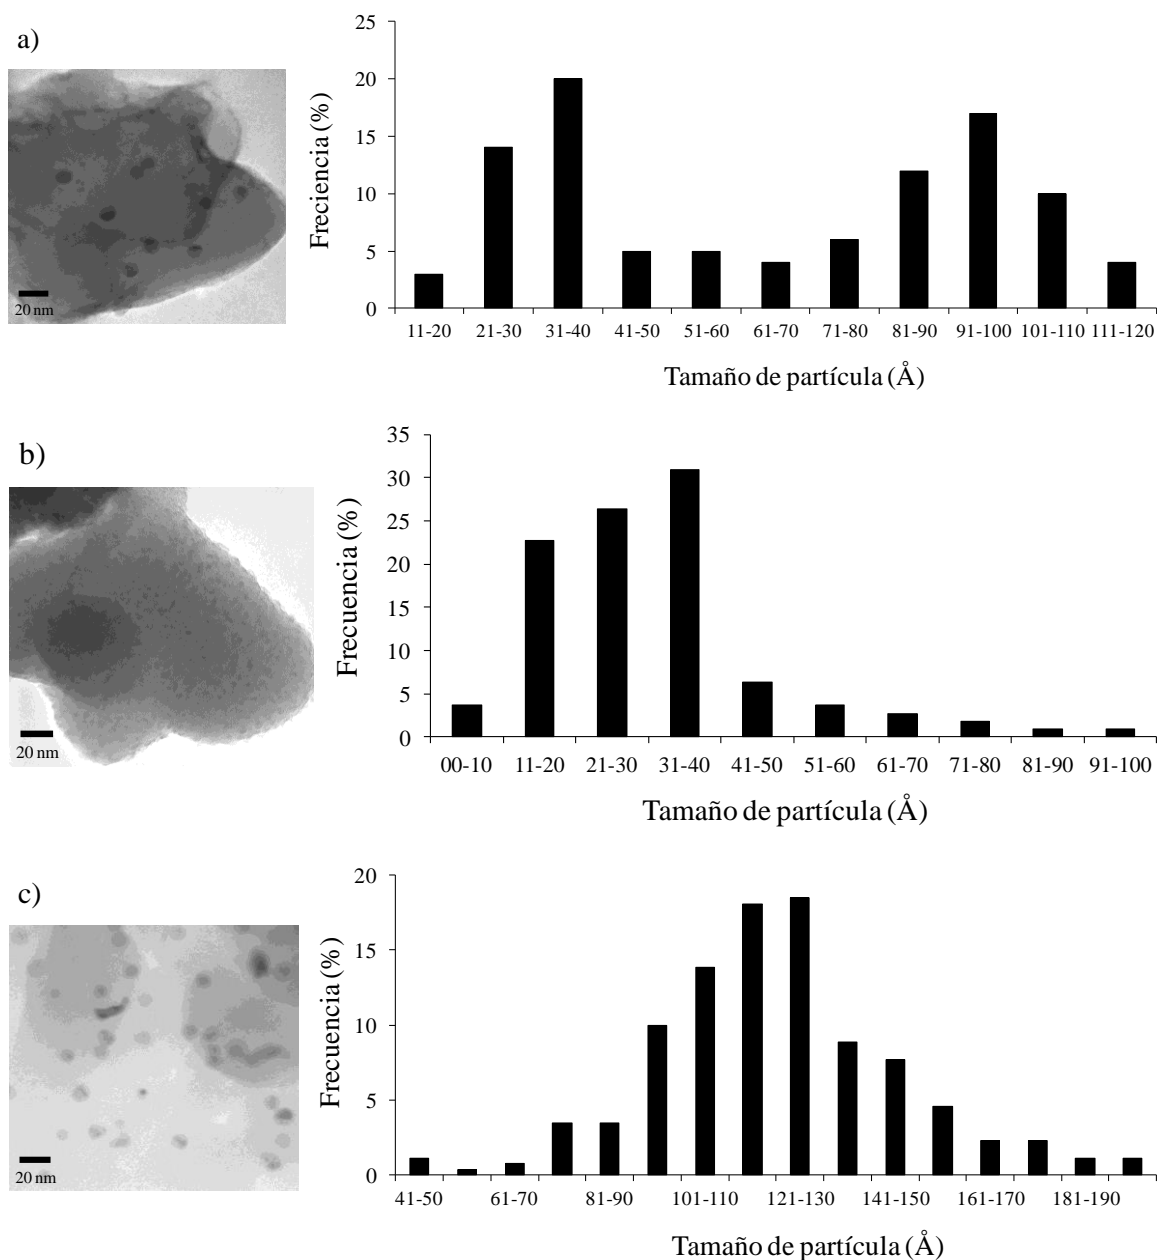 a)
20 nm
Freciencia (%)
25
20
15
10
5
0
11-20 21-30 31-40 41-50 51-60 61-70 71-80 81-90 91-100 101-110 111-120
Tamaño de partícula (Å)
b)
20 nm
Frecuencia (%)
35
30
25
20
15
10
5
0
00-10 11-20 21-30 31-40 41-50 51-60 61-70 71-80 81-90 91-100
Tamaño de partícula (Å)
c)
20 nm
Frecuencia (%)
20
15
10
5
0
41-50 61-70 81-90 101-110 121-130 141-150 161-170 181-190
Tamaño de partícula (Å)